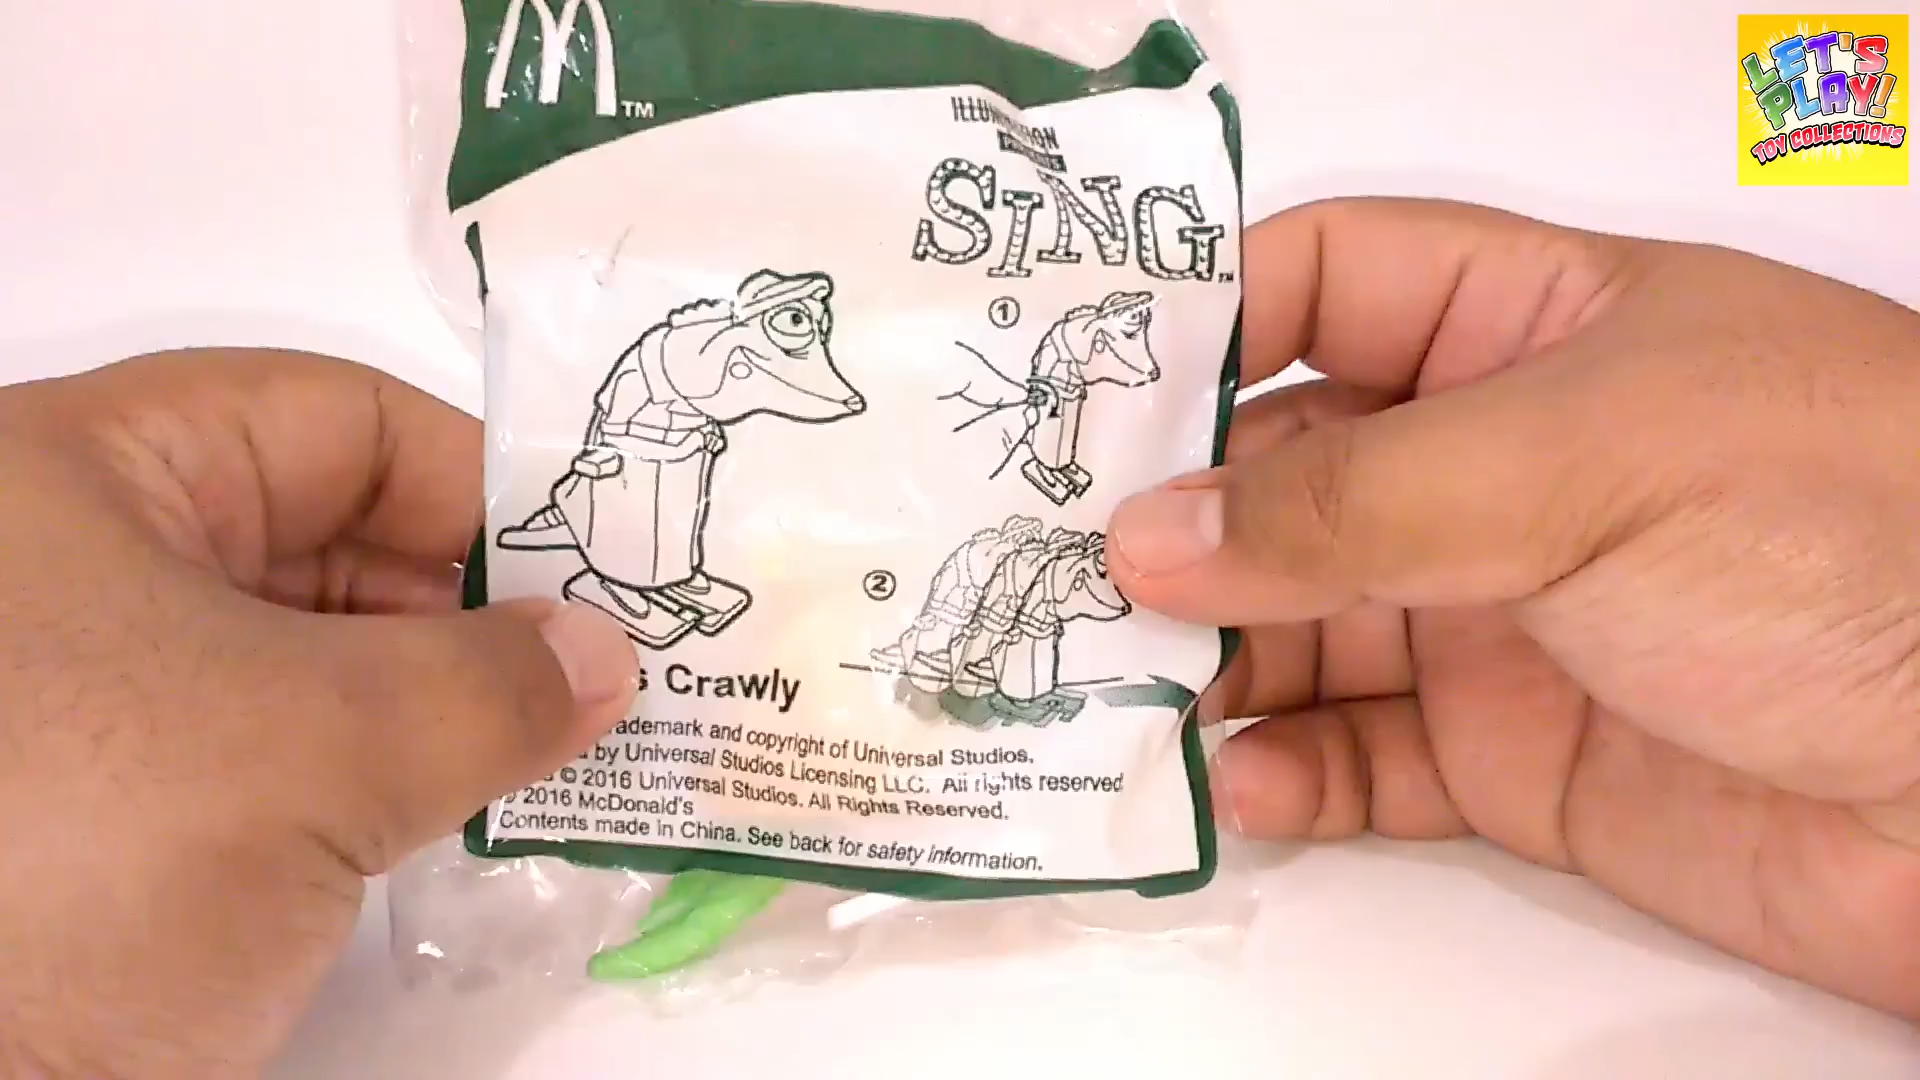 LET'S
PLAY!
TOY COLLECTIONS
M TM
SING TM
1
2
Crawly
and copyright of Universal Studios.
by Universal Studios Licensing LLC. All rights reserved
© 2016 Universal Studios. All Rights Reserved.
2016 McDonald's
Contents made in China. See back for safety information.